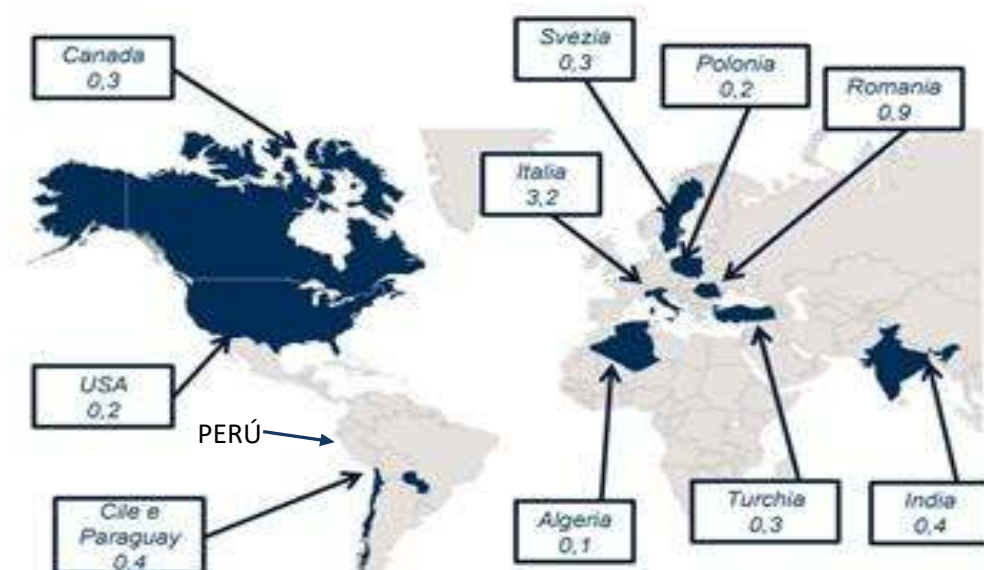 Canada
0,3
Svezia
0,3
Polonia
0,2
Romania
0,9
Italia
3,2
USA
0,2
PERÚ
Cile e
Paraguay
0,4
Algeria
0,1
Turchia
0,3
India
0,4